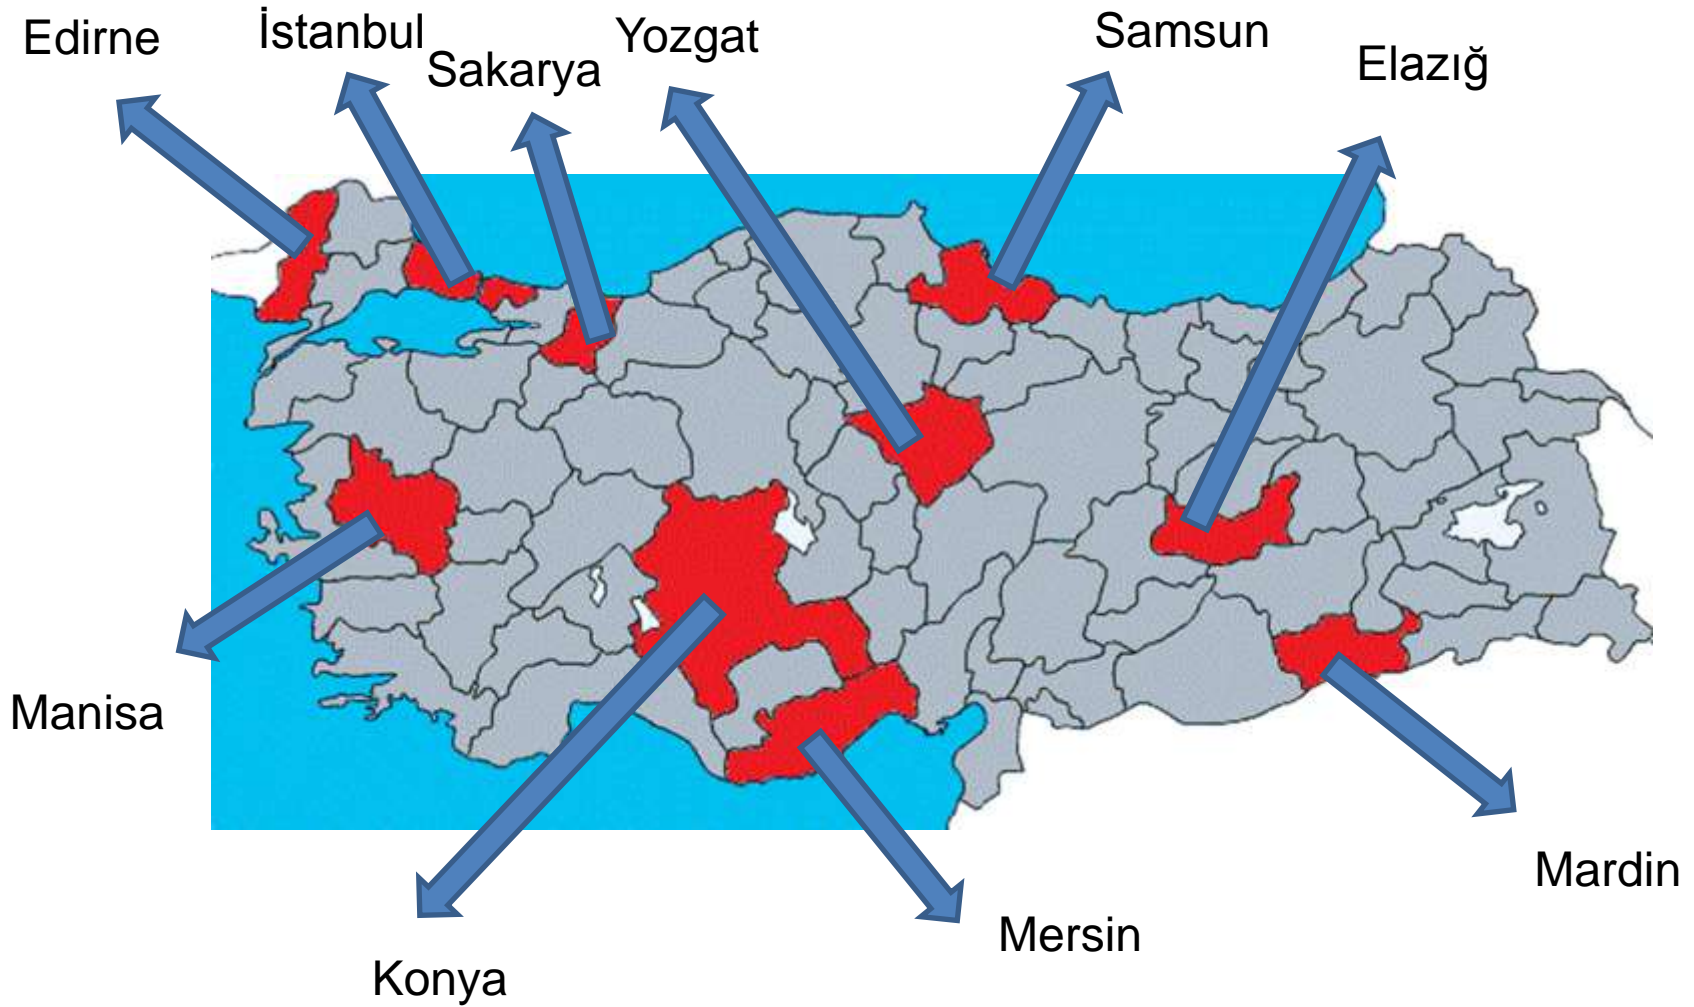 Edirne
İstanbul
Sakarya
Yozgat
Samsun
Elazığ
Manisa
Mardin
Mersin
Konya